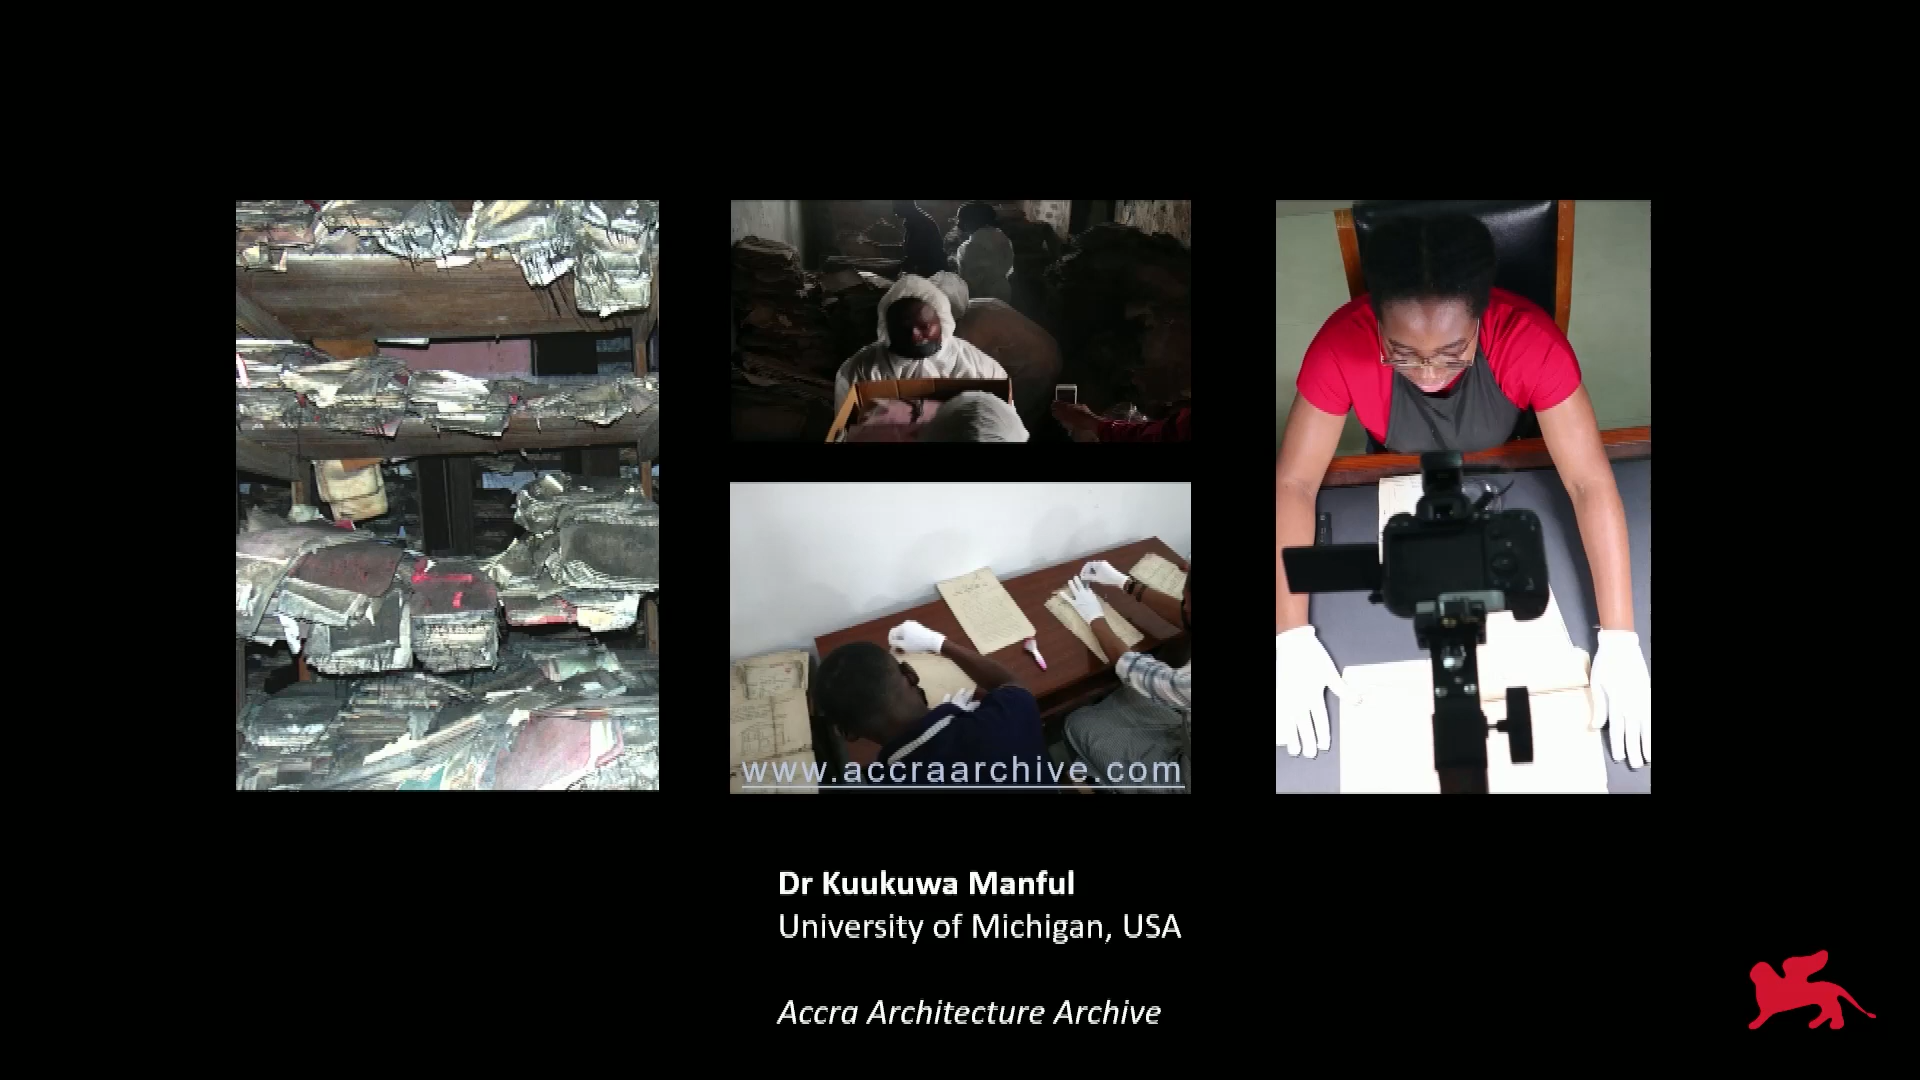 www.accraarchive.com
Dr Kuukuwa Manful
University of Michigan, USA
Accra Architecture Archive